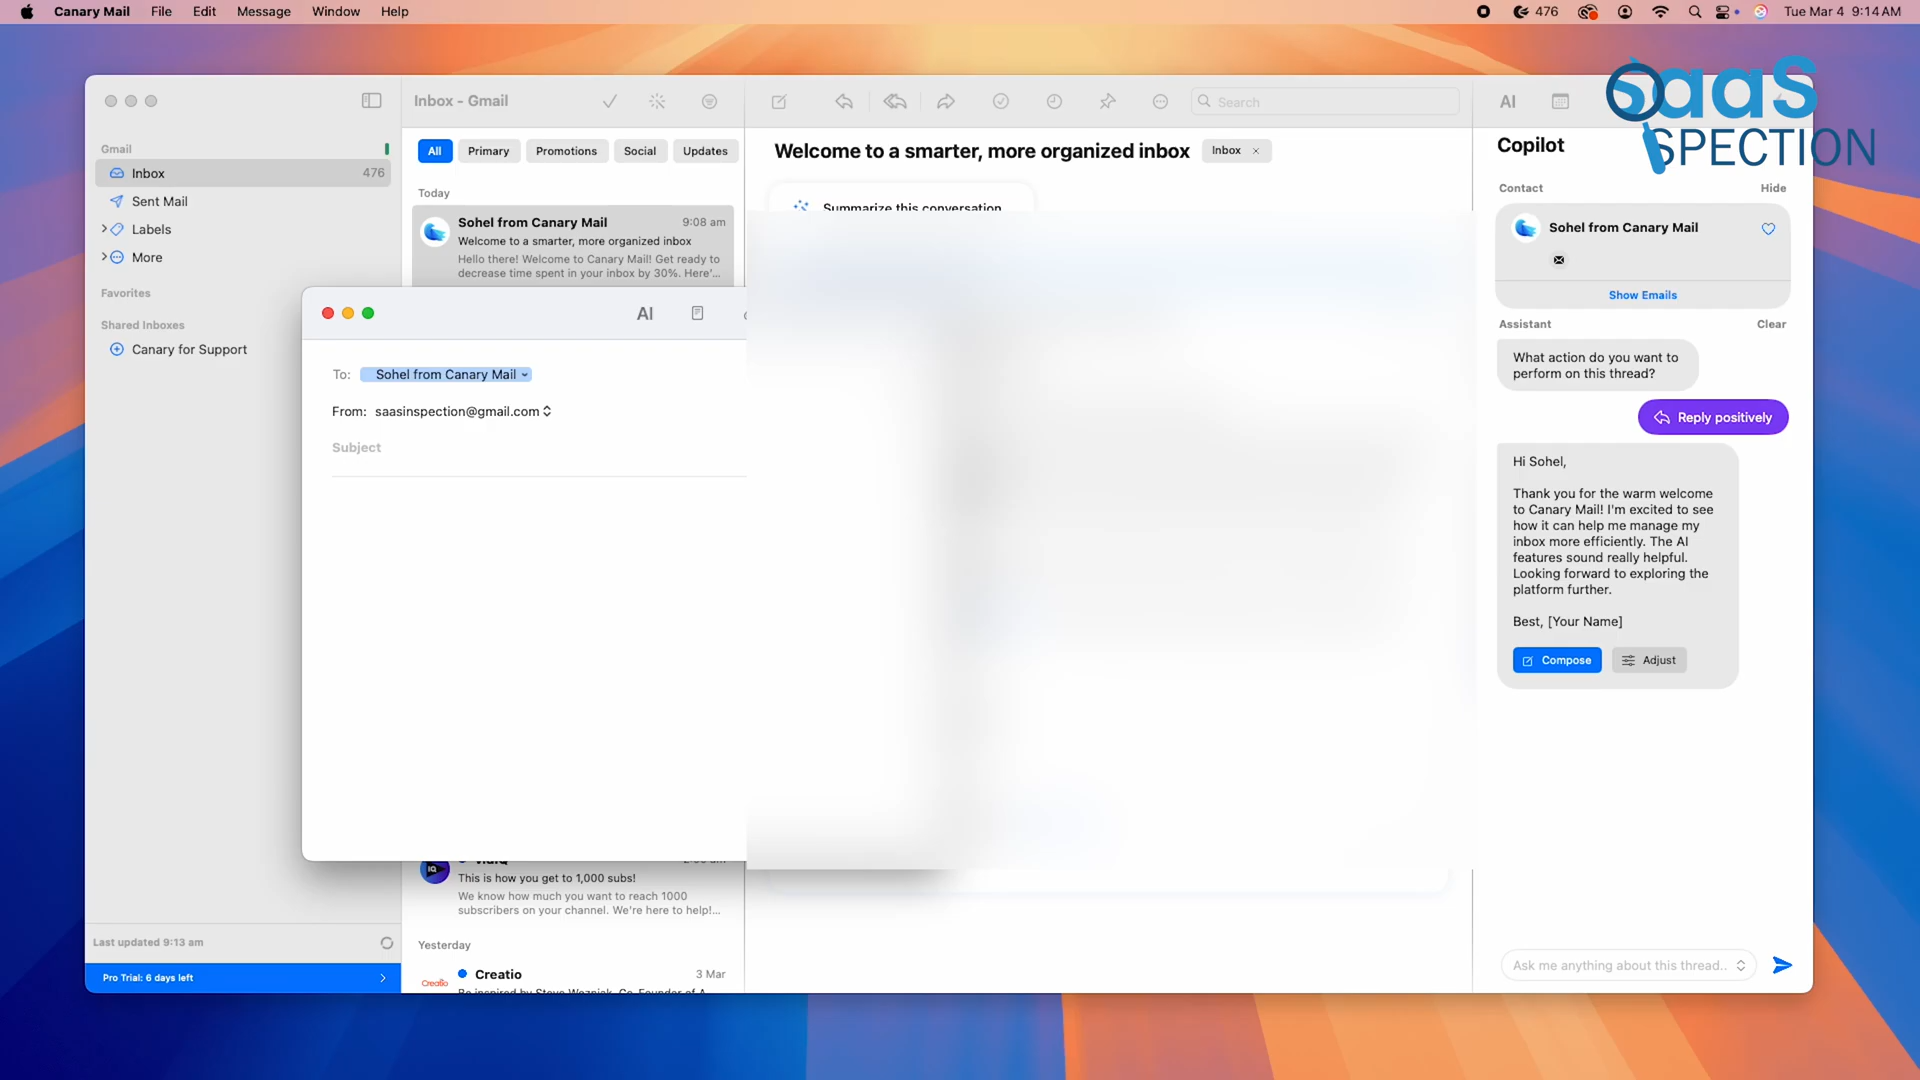 Canary Mail File Edit Message Window Help
476
Tue Mar 4 9:14 AM
SaaS
iNSPECTION
Gmail
Inbox 476
Sent Mail
Labels
More
Favorites
Shared Inboxes
Canary for Support
Last updated 9:13 am
Pro Trial: 6 days left
Inbox - Gmail
All Primary Promotions Social Updates
Today
Sohel from Canary Mail 9:08 am
Welcome to a smarter, more organized inbox
Hello there! Welcome to Canary Mail! Get ready to
decrease time spent in your inbox by 30%. Here'...
AI
To: Sohel from Canary Mail
From: saasinspection@gmail.com
Subject
This is how you get to 1,000 subs!
We know how much you want to reach 1000
subscribers on your channel. We're here to help!...
Yesterday
Creatio 3 Mar
Creatio
Be inspired by Steve Wozniak, Co-Founder of A
Search
Welcome to a smarter, more organized inbox Inbox
Summarize this conversation
AI
Copilot
Contact Hide
Sohel from Canary Mail
Show Emails
Assistant Clear
What action do you want to
perform on this thread?
Reply positively
Hi Sohel,
Thank you for the warm welcome
to Canary Mail! I'm excited to see
how it can help me manage my
inbox more efficiently. The AI
features sound really helpful.
Looking forward to exploring the
platform further.
Best, [Your Name]
Compose Adjust
Ask me anything about this thread..